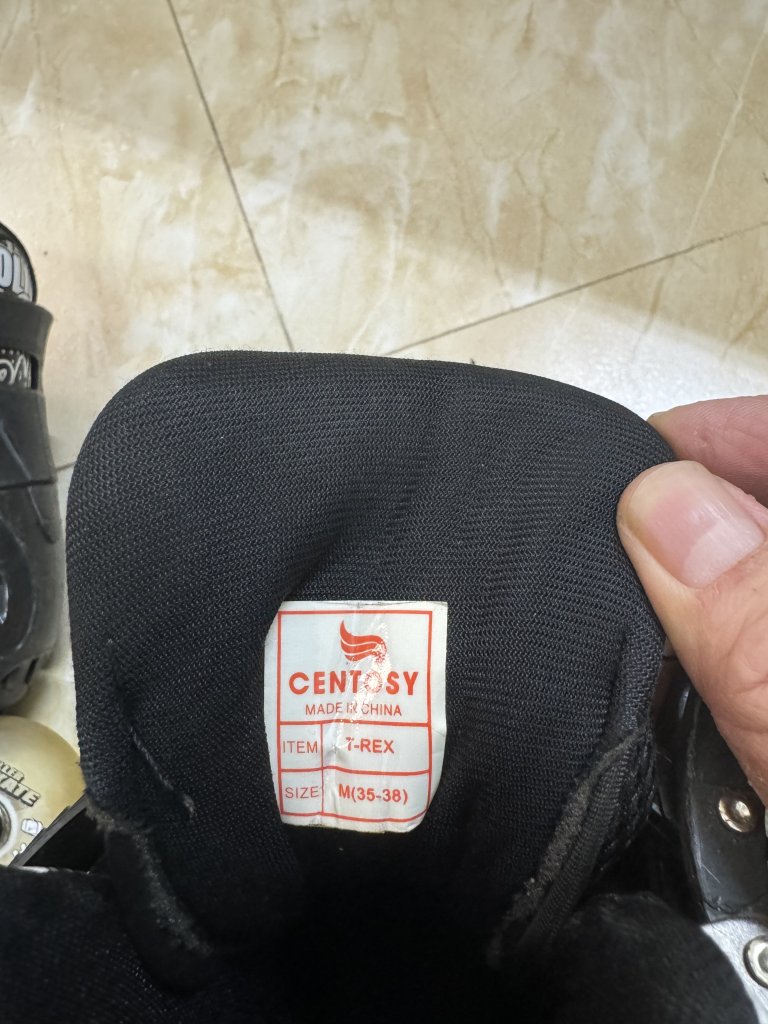 CENTOSY
MADE IN CHINA
ITEM T-REX
SIZE M(35-38)